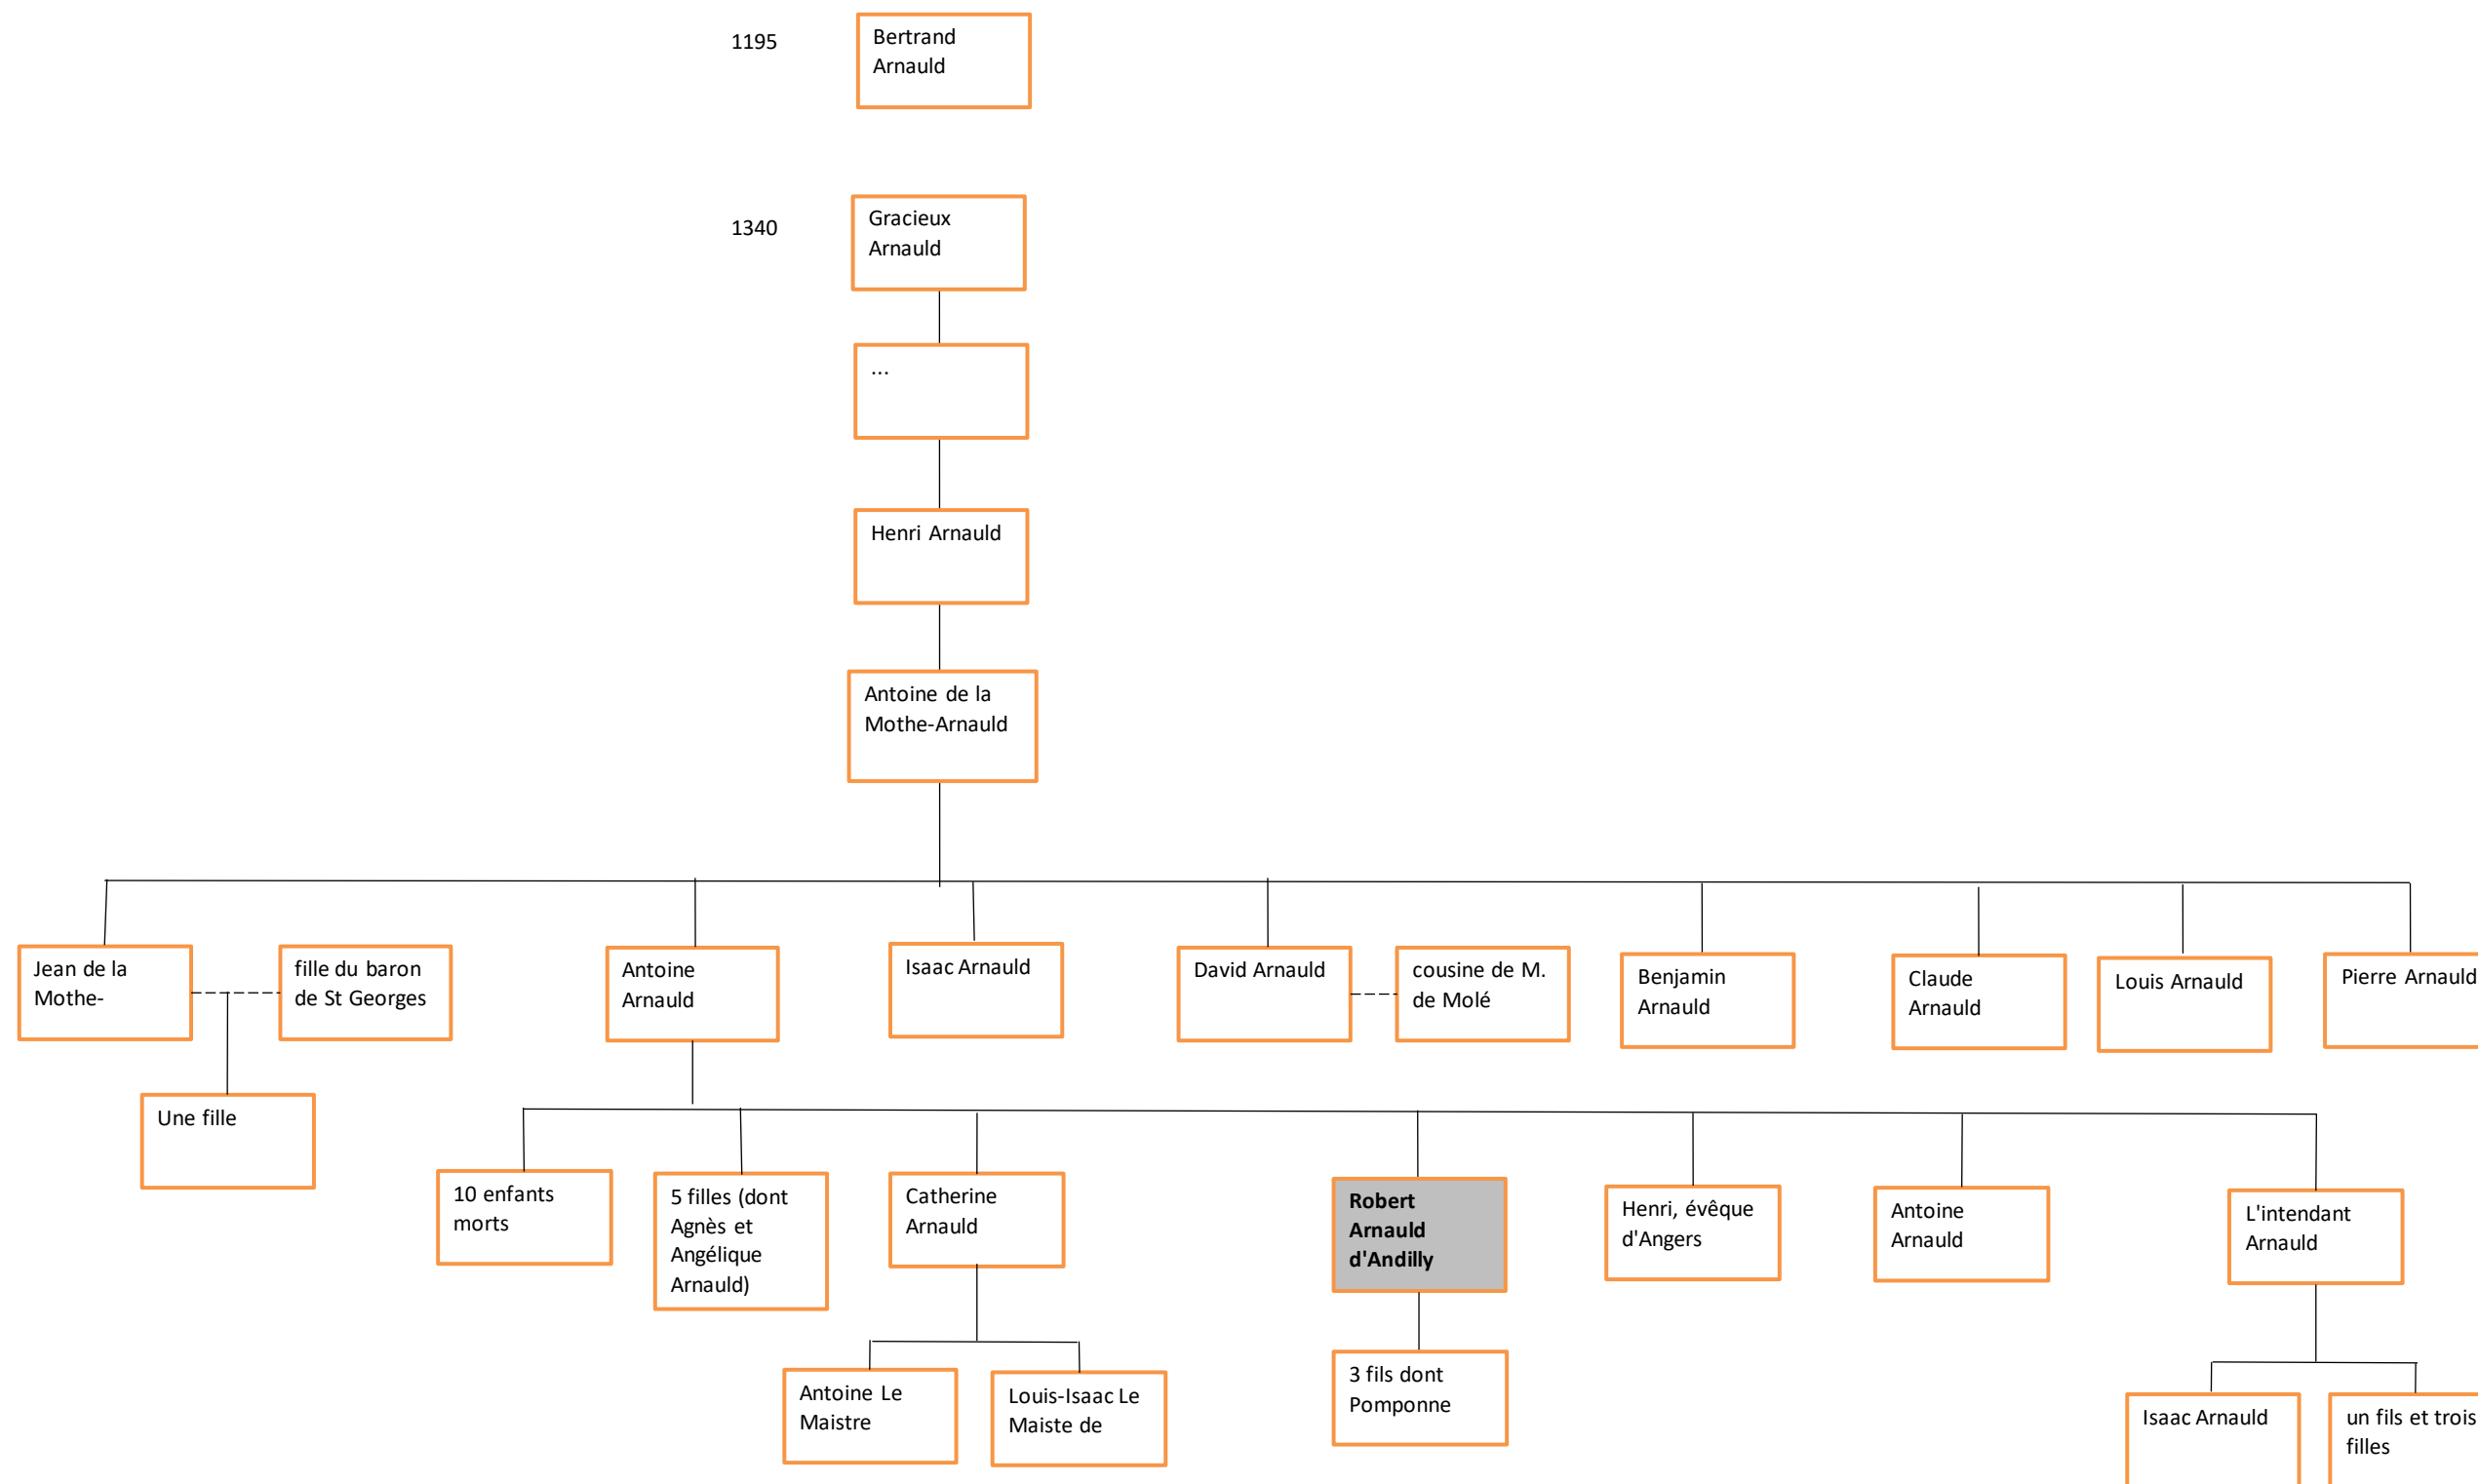 1195
Bertrand
Arnauld
1340
Gracieux
Arnauld
...
Henri Arnauld
Antoine de la
Mothe-Arnauld
Jean de la
Mothe-
fille du baron
de St Georges
Antoine
Arnauld
Isaac Arnauld
David Arnauld
cousine de M.
de Molé
Benjamin
Arnauld
Claude
Arnauld
Louis Arnauld
Pierre Arnauld
Une fille
10 enfants
morts
5 filles (dont
Agnès et
Angélique
Arnauld)
Catherine
Arnauld
Robert
Arnauld
d'Andilly
Henri, évêque
d'Angers
Antoine
Arnauld
L'intendant
Arnauld
Antoine Le
Maistre
Louis-Isaac Le
Maiste de
3 fils dont
Pomponne
Isaac Arnauld
un fils et trois
filles